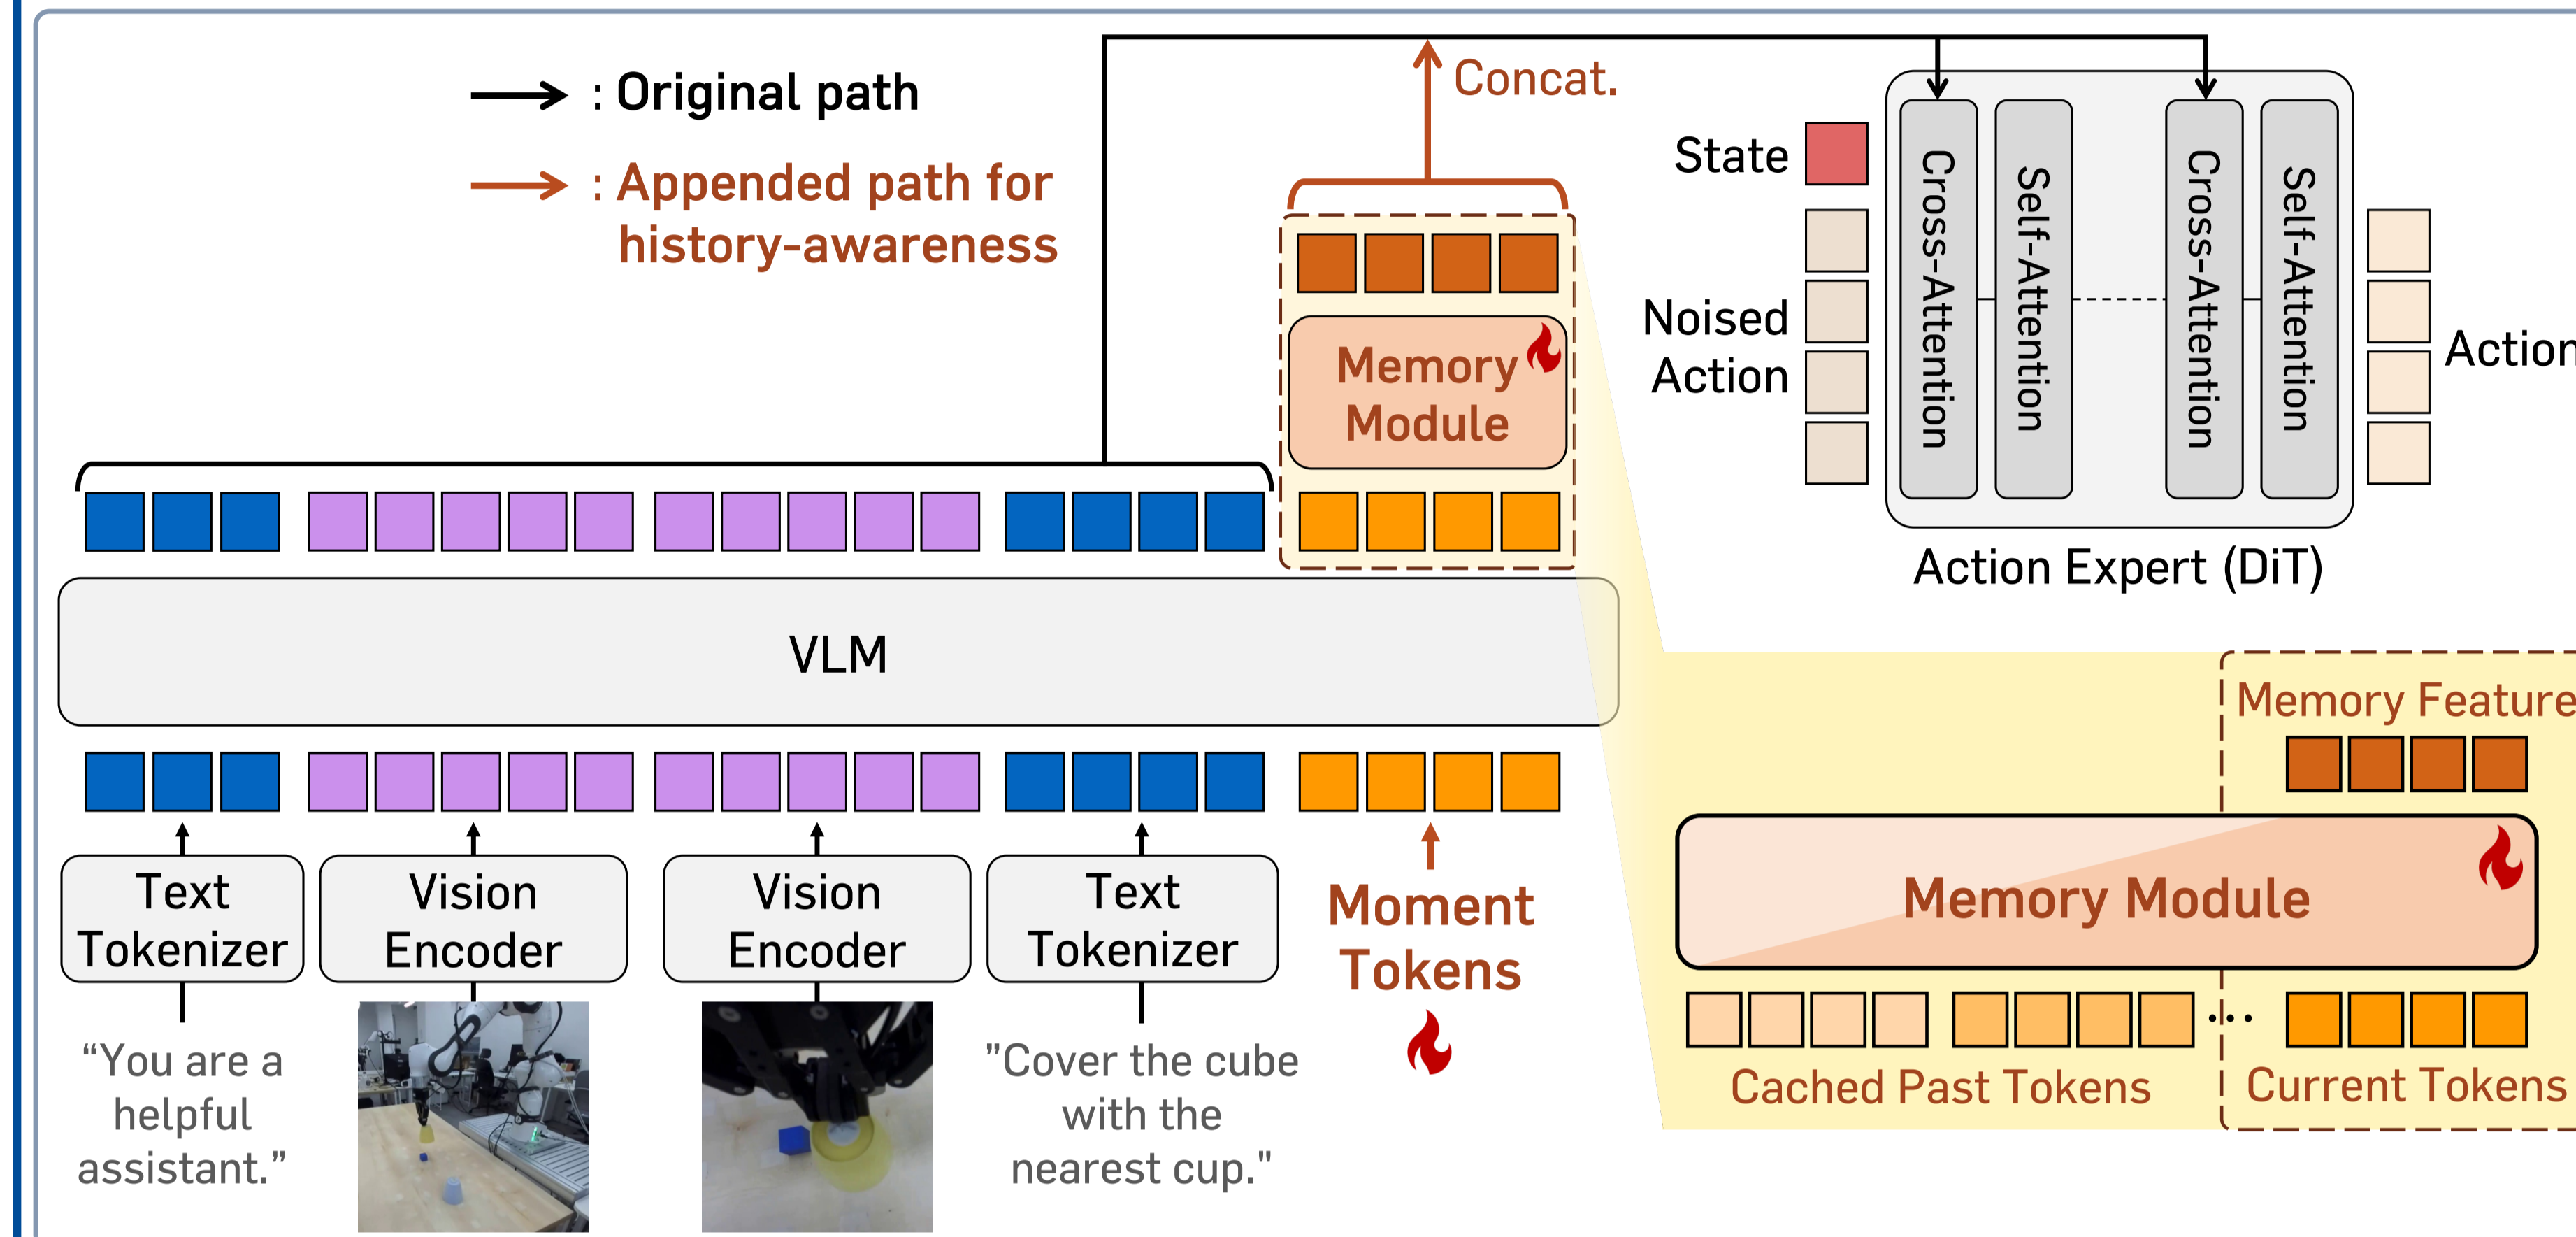 : Original path
: Appended path for
history-awareness
Concat.
Memory
Module
VLM
Text
Tokenizer
Vision
Encoder
Vision
Encoder
Text
Tokenizer
Moment
Tokens
“You are a
helpful
assistant.”
”Cover the cube
with the
nearest cup."
State
Noised
Action
Cross-Attention
Self-Attention
Cross-Attention
Self-Attention
Action
Action Expert (DiT)
Memory Feature
Memory Module
...
Cached Past Tokens
Current Tokens